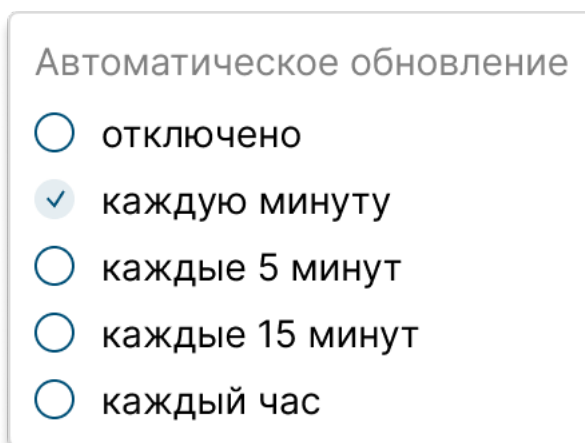 Автоматическое обновление
отключено
каждую минуту
каждые 5 минут
каждые 15 минут
каждый час